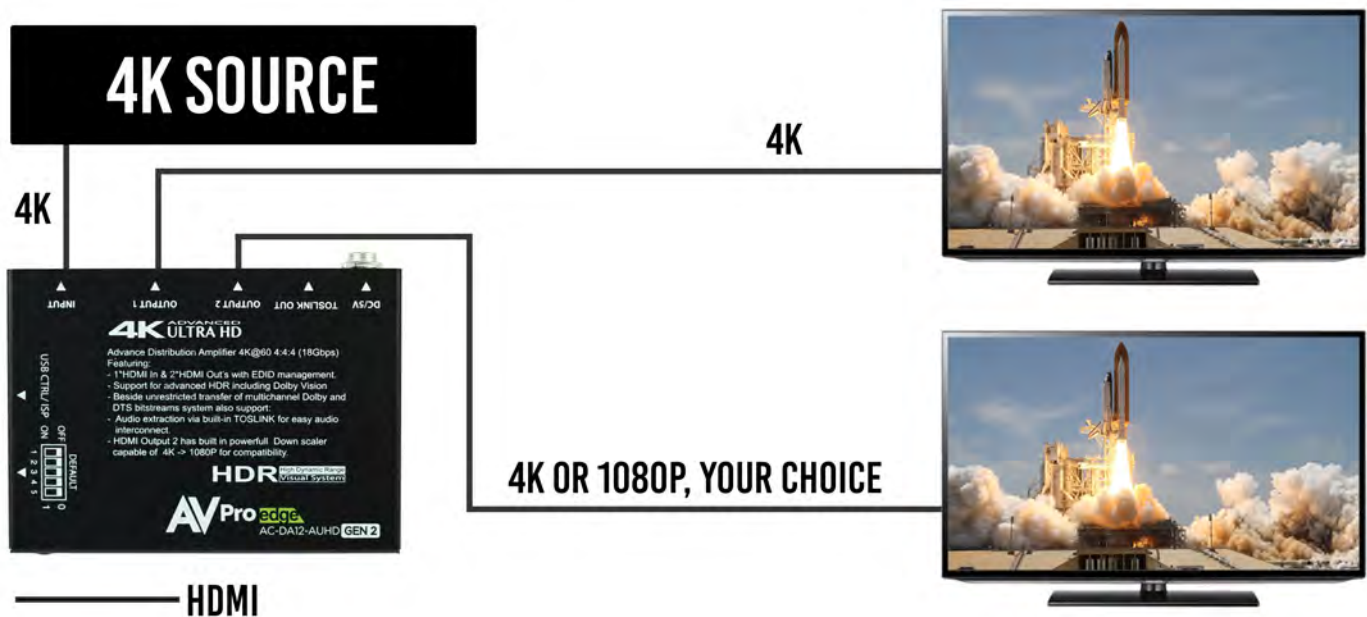 4K SOURCE
4K
4K
INPUT
OUTPUT 1
OUTPUT 2
TOSLINK OUT
DC/5V
4K ADVANCED
ULTRA HD
Advance Distribution Amplifier 4K@60 4:4:4 (18Gbps)
Featuring:
- 1*HDMI In & 2*HDMI Out's with EDID management.
- Support for advanced HDR including Dolby Vision
- Beside unrestricted transfer of multichannel Dolby and
DTS bitstreams system also support:
- Audio extraction via built-in TOSLINK for easy audio
interconnect.
- HDMI Output 2 has built in powerfull Down scaler
capable of 4K -> 1080P for compatibility.
USB CTRL/ ISP
ON
OFF
1 2 3 4 5
DEFAULT
0
1
HDR High Dynamic Range
Visual System
AVPro edge
AC-DA12-AUHD GEN 2
4K OR 1080P, YOUR CHOICE
HDMI